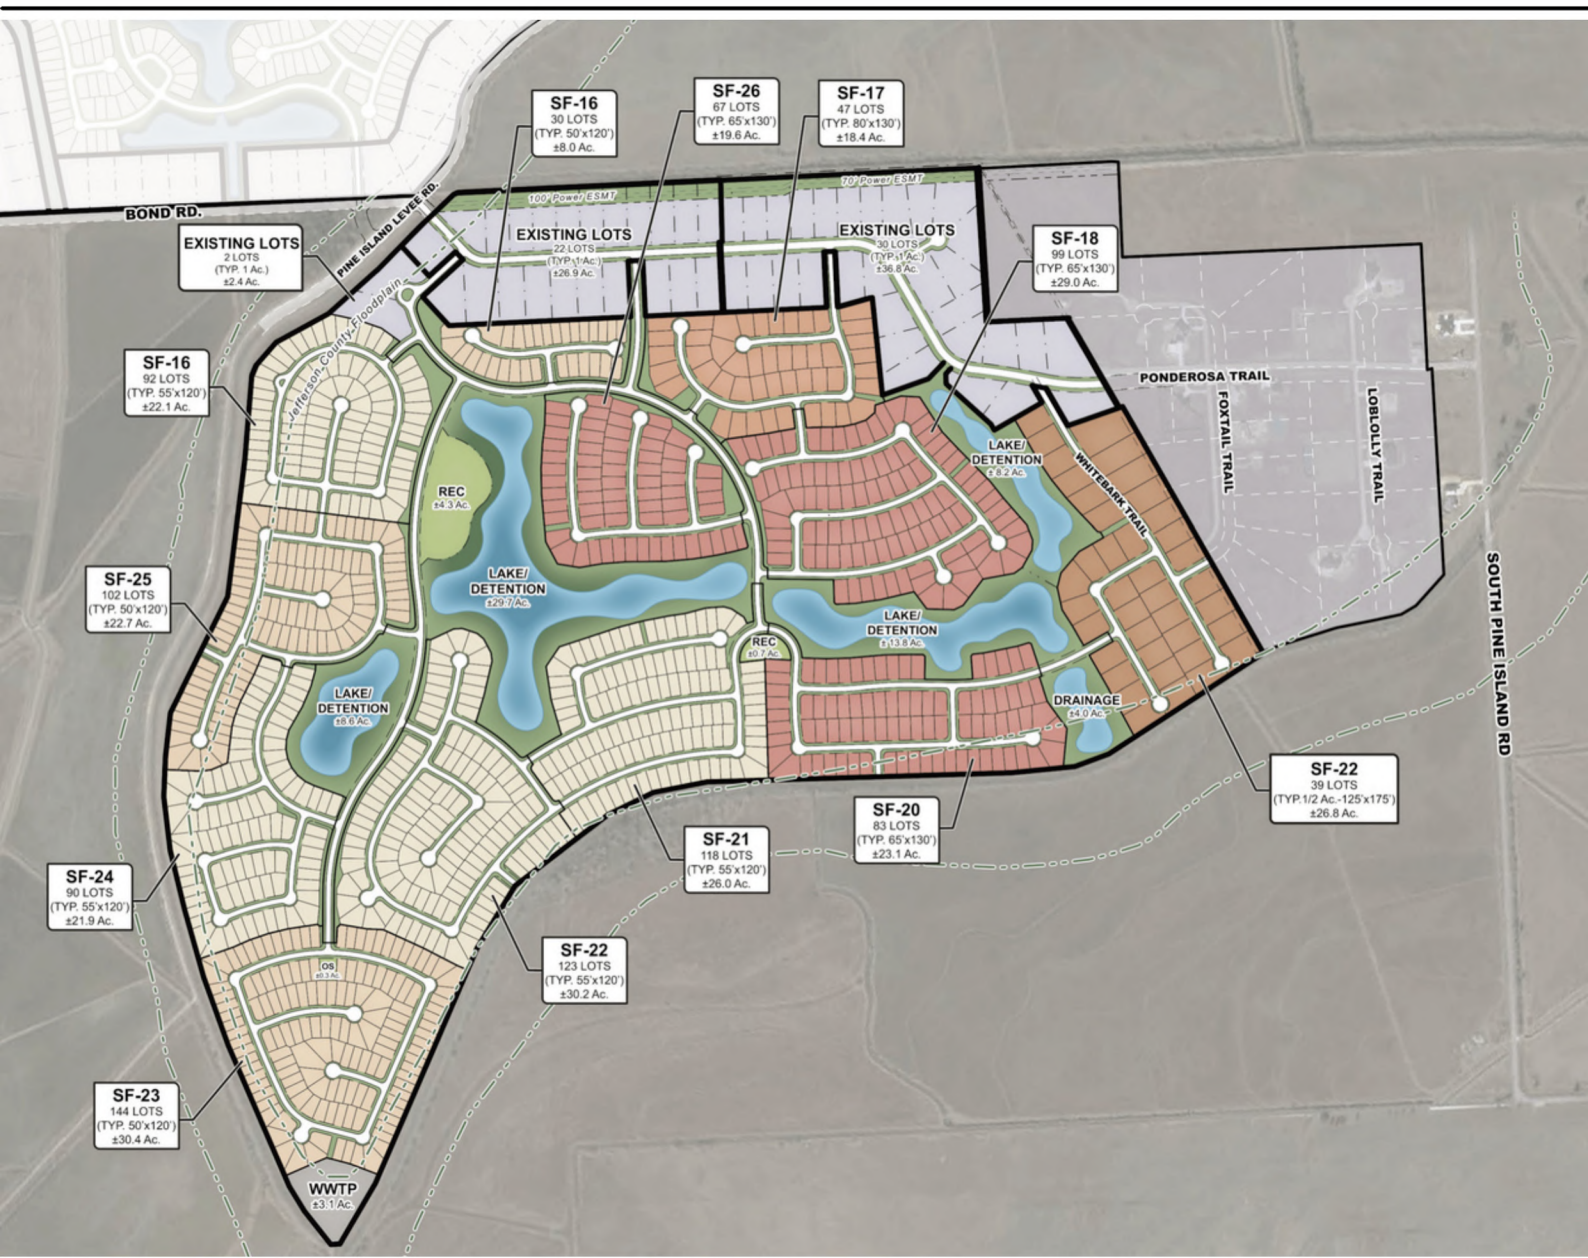 SF-16
30 LOTS
(TYP. 50'x120')
±8.0 Ac.
SF-26
67 LOTS
(TYP. 65'x130')
±19.6 Ac.
SF-17
47 LOTS
(TYP. 80'x130')
±18.4 Ac.
BOND RD.
PINE ISLAND LEVEE RD.
100' Power ESMT
70' Power ESMT
EXISTING LOTS
2 LOTS
(TYP. 1 Ac.)
±2.4 Ac.
EXISTING LOTS
22 LOTS
(TYP. 1 Ac.)
±26.9 Ac.
EXISTING LOTS
30 LOTS
(TYP. 1 Ac.)
±36.8 Ac.
SF-18
99 LOTS
(TYP. 65'x130')
±29.0 Ac.
Jefferson County Floodplain
SF-16
92 LOTS
(TYP. 55'x120')
±22.1 Ac.
PONDEROSA TRAIL
FOXTAIL TRAIL
LOBLOLLY TRAIL
WHITEBARK TRAIL
LAKE/
DETENTION
±8.2 Ac.
REC
±4.3 Ac.
SF-25
102 LOTS
(TYP. 50'x120')
±22.7 Ac.
LAKE/
DETENTION
±29.7 Ac.
LAKE/
DETENTION
±13.8 Ac.
REC
±0.7 Ac.
SOUTH PINE ISLAND RD
LAKE/
DETENTION
±8.6 Ac.
DRAINAGE
±4.0 Ac.
SF-22
39 LOTS
(TYP.1/2 Ac.-125'x175')
±26.8 Ac.
SF-20
83 LOTS
(TYP. 65'x130')
±23.1 Ac.
SF-21
118 LOTS
(TYP. 55'x120')
±26.0 Ac.
SF-24
90 LOTS
(TYP. 55'x120')
±21.9 Ac.
SF-22
123 LOTS
(TYP. 55'x120')
±30.2 Ac.
OS
±0.3 Ac.
SF-23
144 LOTS
(TYP. 50'x120')
±30.4 Ac.
WWTP
±3.1 Ac.